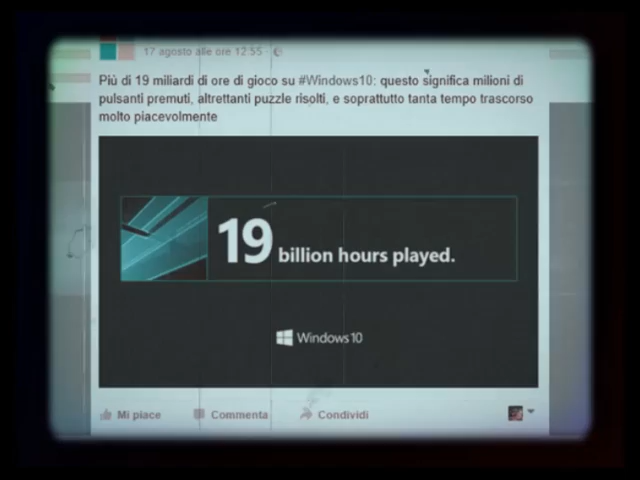 17 agosto alle ore 12:55
Più di 19 miliardi di ore di gioco su #Windows10: questo significa milioni di
pulsanti premuti, altrettanti puzzle risolti, e soprattutto tanta tempo trascorso
molto piacevolmente
19 billion hours played.
Windows10
Mi piace Commenta Condividi